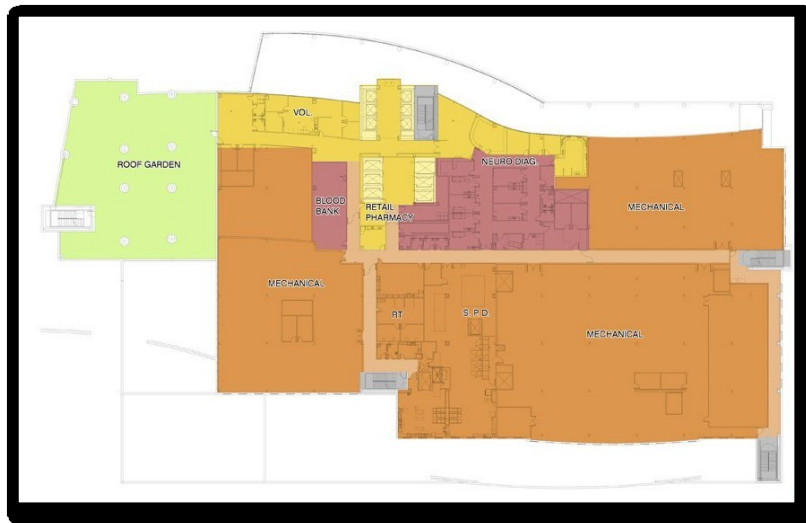 VOL.
ROOF GARDEN
NEURO DIAG.
BLOOD
BANK
RETAIL
PHARMACY
MECHANICAL
MECHANICAL
RT.
S. P.D.
MECHANICAL